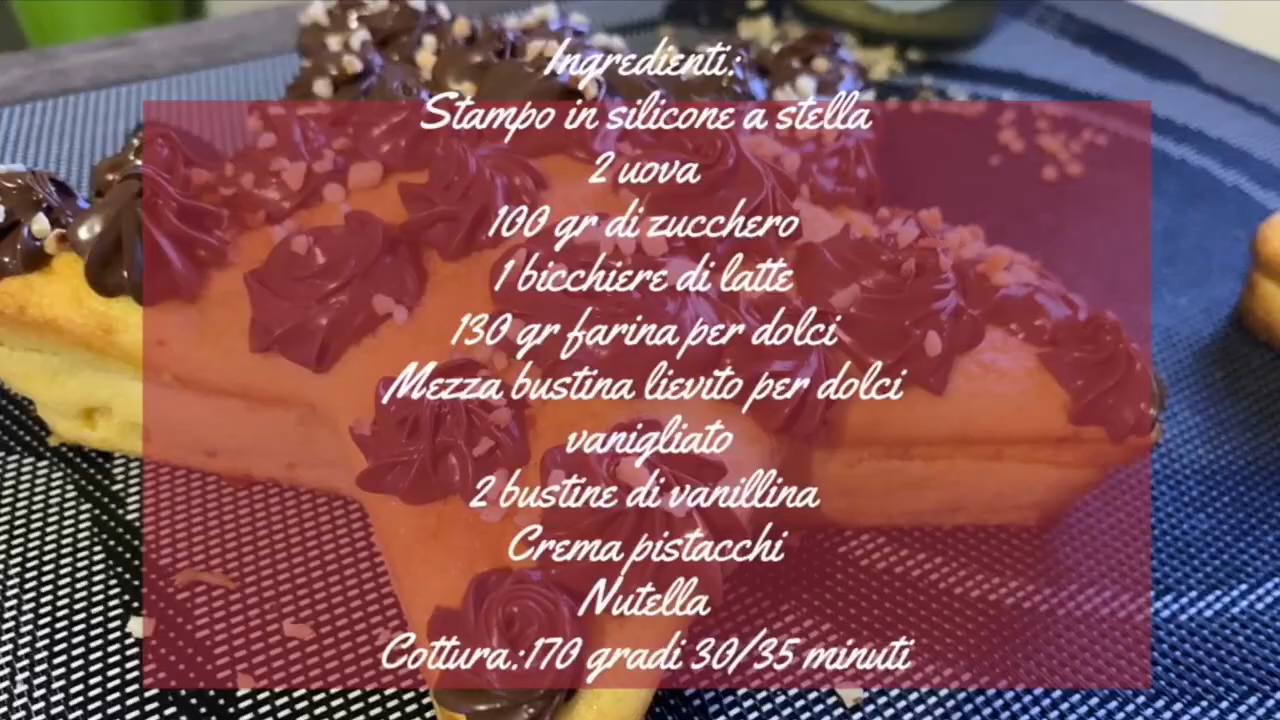 Ingredienti:
Stampo in silicone a stella
2 uova
100 gr di zucchero
1 bicchiere di latte
130 gr farina per dolci
Mezza bustina lievito per dolci
vanigliato
2 bustine di vanillina
Crema pistacchi
Nutella
Cottura:170 gradi 30/35 minuti